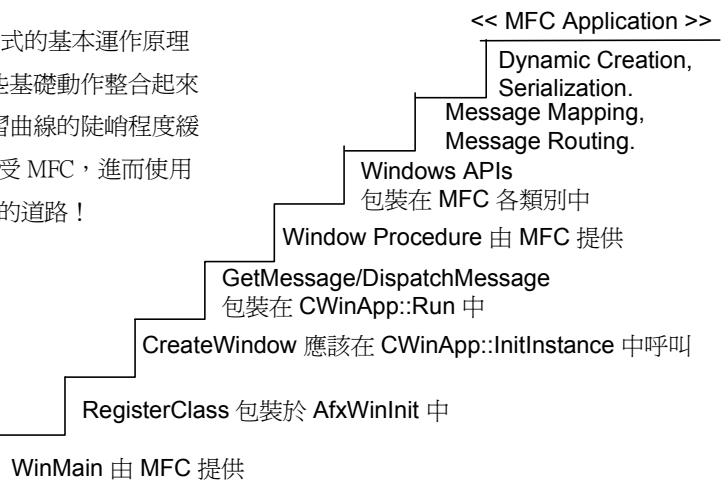 << MFC Application >>
式的基本運作原理
些基礎動作整合起來
習曲線的陡峭程度緩
受 MFC，進而使用
的道路！
Dynamic Creation,
Serialization.
Message Mapping,
Message Routing.
Windows APIs
包裝在 MFC 各類別中
Window Procedure 由 MFC 提供
GetMessage/DispatchMessage
包裝在 CWinApp::Run 中
CreateWindow 應該在 CWinApp::InitInstance 中呼叫
RegisterClass 包裝於 AfxWinInit 中
WinMain 由 MFC 提供